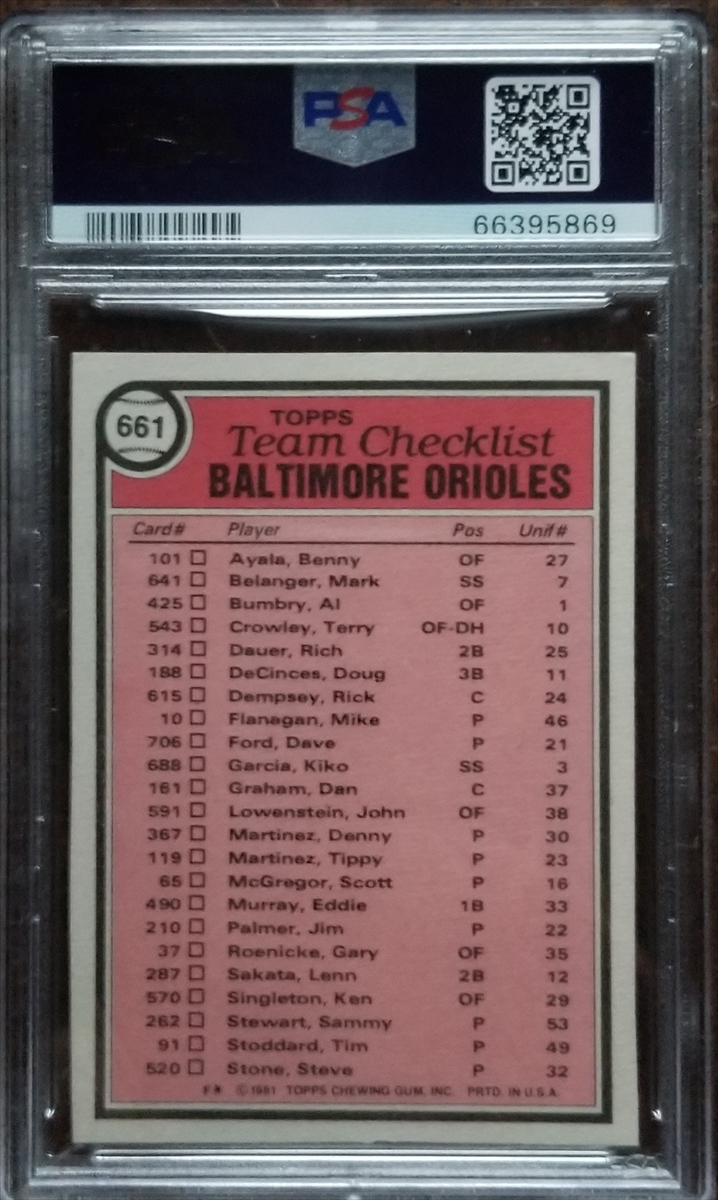 PSA
66395869
661
TOPPS
Team Checklist
BALTIMORE ORIOLES
Card# Player Pos Unif#
101 ☐ Ayala, Benny OF 27
641 ☐ Belanger, Mark SS 7
425 ☐ Bumbry, Al OF 1
543 ☐ Crowley, Terry OF-DH 10
314 ☐ Dauer, Rich 2B 25
188 ☐ DeCinces, Doug 3B 11
615 ☐ Dempsey, Rick C 24
10 ☐ Flanagan, Mike P 46
706 ☐ Ford, Dave P 21
688 ☐ Garcia, Kiko SS 3
161 ☐ Graham, Dan C 37
591 ☐ Lowenstein, John OF 38
367 ☐ Martinez, Denny P 30
119 ☐ Martinez, Tippy P 23
65 ☐ McGregor, Scott P 16
490 ☐ Murray, Eddie 1B 33
210 ☐ Palmer, Jim P 22
37 ☐ Roenicke, Gary OF 35
287 ☐ Sakata, Lenn 2B 12
570 ☐ Singleton, Ken OF 29
262 ☐ Stewart, Sammy P 53
91 ☐ Stoddard, Tim P 49
520 ☐ Stone, Steve P 32
F* © 1981 TOPPS CHEWING GUM, INC. PRTD. IN U.S.A.